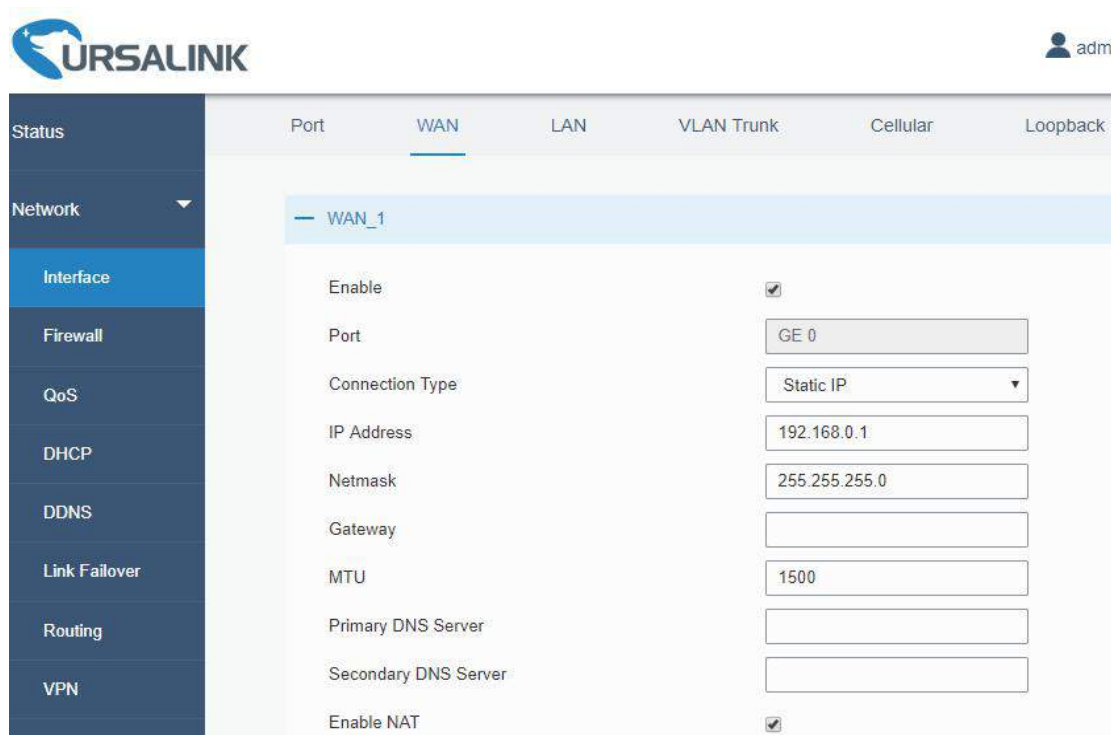 URSALINK
adm
Status
Network
Interface
Firewall
QoS
DHCP
DDNS
Link Failover
Routing
VPN
Port WAN LAN VLAN Trunk Cellular Loopback
WAN_1
Enable
Port GE 0
Connection Type Static IP
IP Address 192.168.0.1
Netmask 255.255.255.0
Gateway
MTU 1500
Primary DNS Server
Secondary DNS Server
Enable NAT